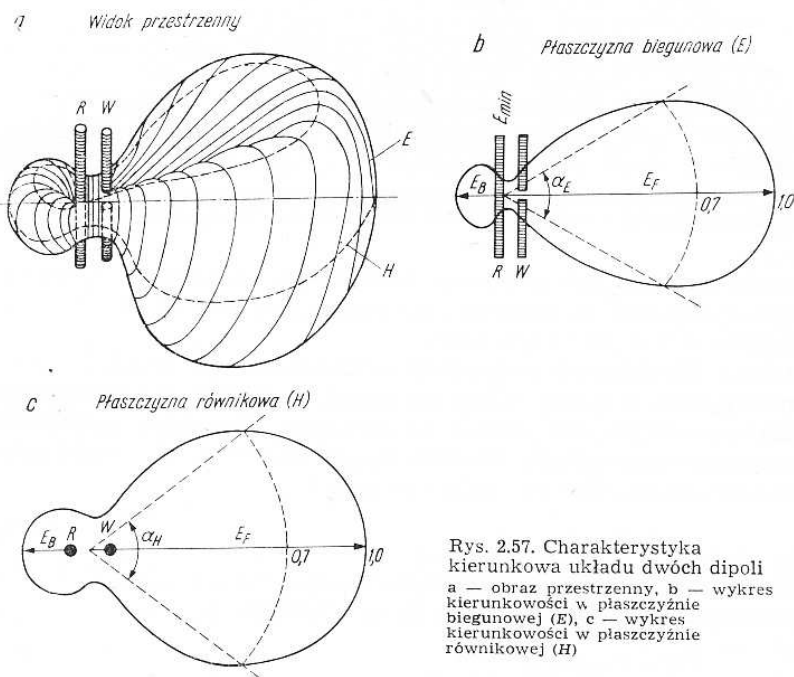 a Widok przestrzenny
R W
E
H
b Płaszczyzna biegunowa (E)
Emin
E_B α_E E_F
0,7 1,0
R W
c Płaszczyzna równikowa (H)
E_B R W α_H E_F
0,7 1,0
Rys. 2.57. Charakterystyka
kierunkowa układu dwóch dipoli
a — obraz przestrzenny, b — wykres
kierunkowości w płaszczyźnie
biegunowej (E), c — wykres
kierunkowości w płaszczyźnie
równikowej (H)